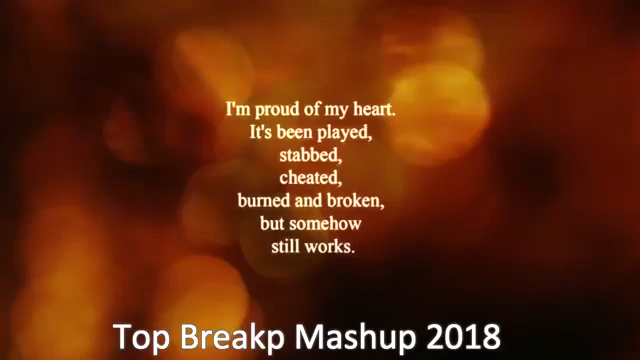 I'm proud of my heart.
It's been played,
stabbed,
cheated,
burned and broken,
but somehow
still works.
Top Breakp Mashup 2018